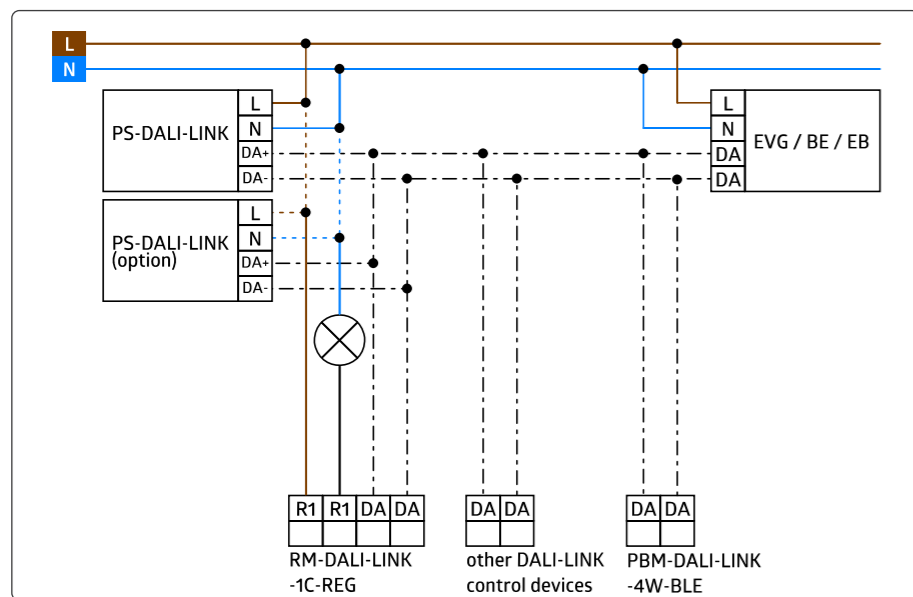 L
N
PS-DALI-LINK
L
N
DA+
DA-
L
N
DA
DA
EVG / BE / EB
PS-DALI-LINK
(option)
L
N
DA+
DA-
R1 R1 DA DA
DA DA
DA DA
RM-DALI-LINK
-1C-REG
other DALI-LINK
control devices
PBM-DALI-LINK
-4W-BLE